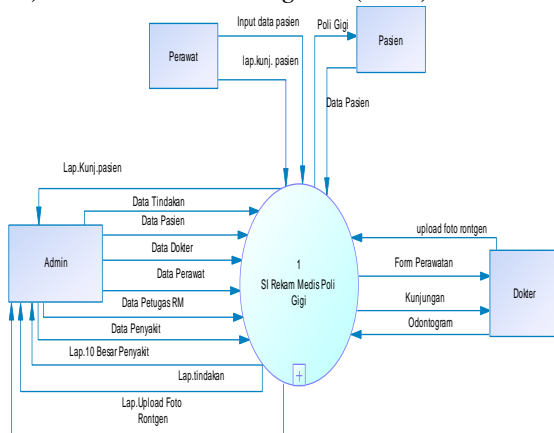 Input data pasien
Poli Gigi
Perawat
Pasien
lap.kunj. pasien
Data Pasien
Lap.Kunj.pasien
Data Tindakan
Data Pasien
upload foto rontgen
Data Dokter
Admin
1
SI Rekam Medis Poli
Gigi
Form Perawatan
Data Perawat
Dokter
Kunjungan
Data Petugas RM
Data Penyakit
Odontogram
Lap.10 Besar Penyakit
Lap.tindakan
Lap.Upload Foto
Rontgen